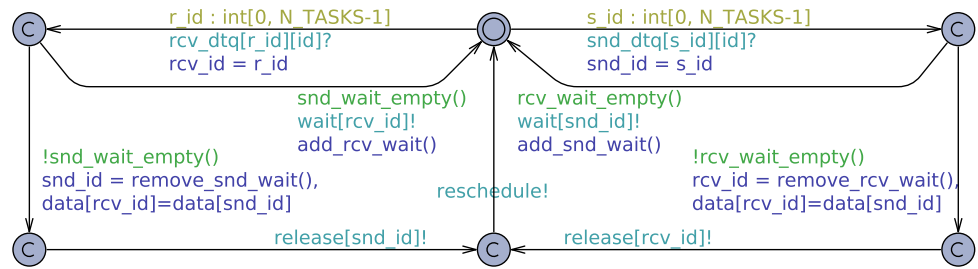 r_id : int[0, N_TASKS-1]
rcv_dtq[r_id][id]?
rcv_id = r_id
s_id : int[0, N_TASKS-1]
snd_dtq[s_id][id]?
snd_id = s_id
C
C
snd_wait_empty()
wait[rcv_id]!
add_rcv_wait()
rcv_wait_empty()
wait[snd_id]!
add_snd_wait()
!snd_wait_empty()
snd_id = remove_snd_wait(),
data[rcv_id]=data[snd_id]
reschedule!
!rcv_wait_empty()
rcv_id = remove_rcv_wait(),
data[rcv_id]=data[snd_id]
C
release[snd_id]!
C
release[rcv_id]!
C